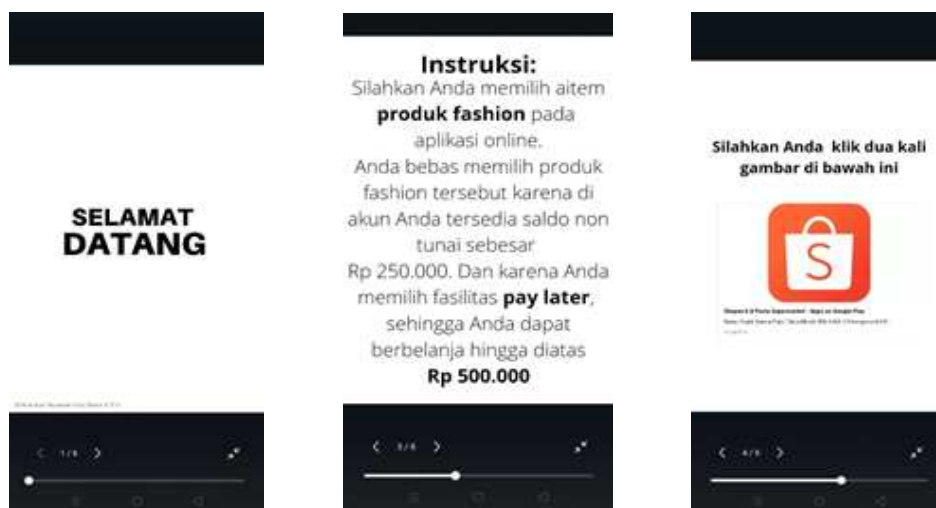 SELAMAT
DATANG
1/6
Instruksi:
Silahkan Anda memilih aitem
produk fashion pada
aplikasi online.
Anda bebas memilih produk
fashion tersebut karena di
akun Anda tersedia saldo non
tunai sebesar
Rp 250.000. Dan karena Anda
memilih fasilitas pay later,
sehingga Anda dapat
berbelanja hingga diatas
Rp 500.000
Silahkan Anda klik dua kali
gambar di bawah ini
S